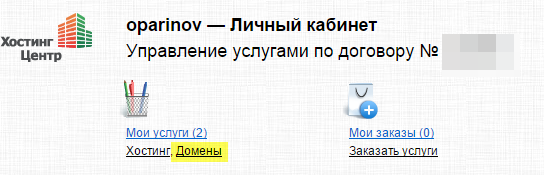 Хостинг
Центр
oparinov — Личный кабинет
Управление услугами по договору №
Мои услуги (2)
Хостинг, Домены
Мои заказы (0)
Заказать услуги